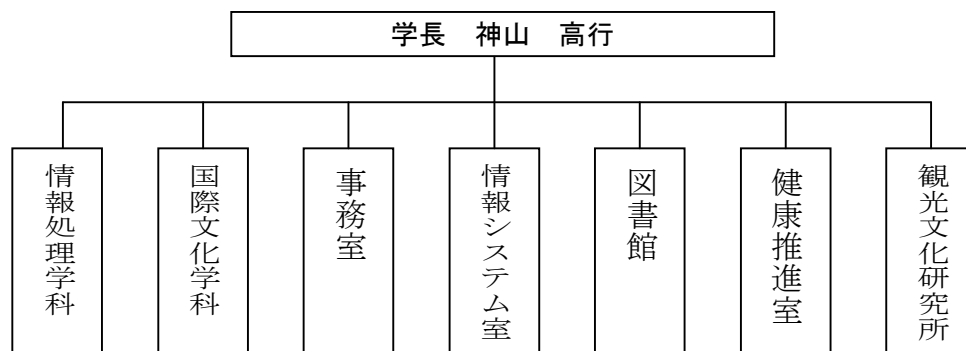 学長　神山　高行
情報処理学科
国際文化学科
事務室
情報システム室
図書館
健康推進室
観光文化研究所